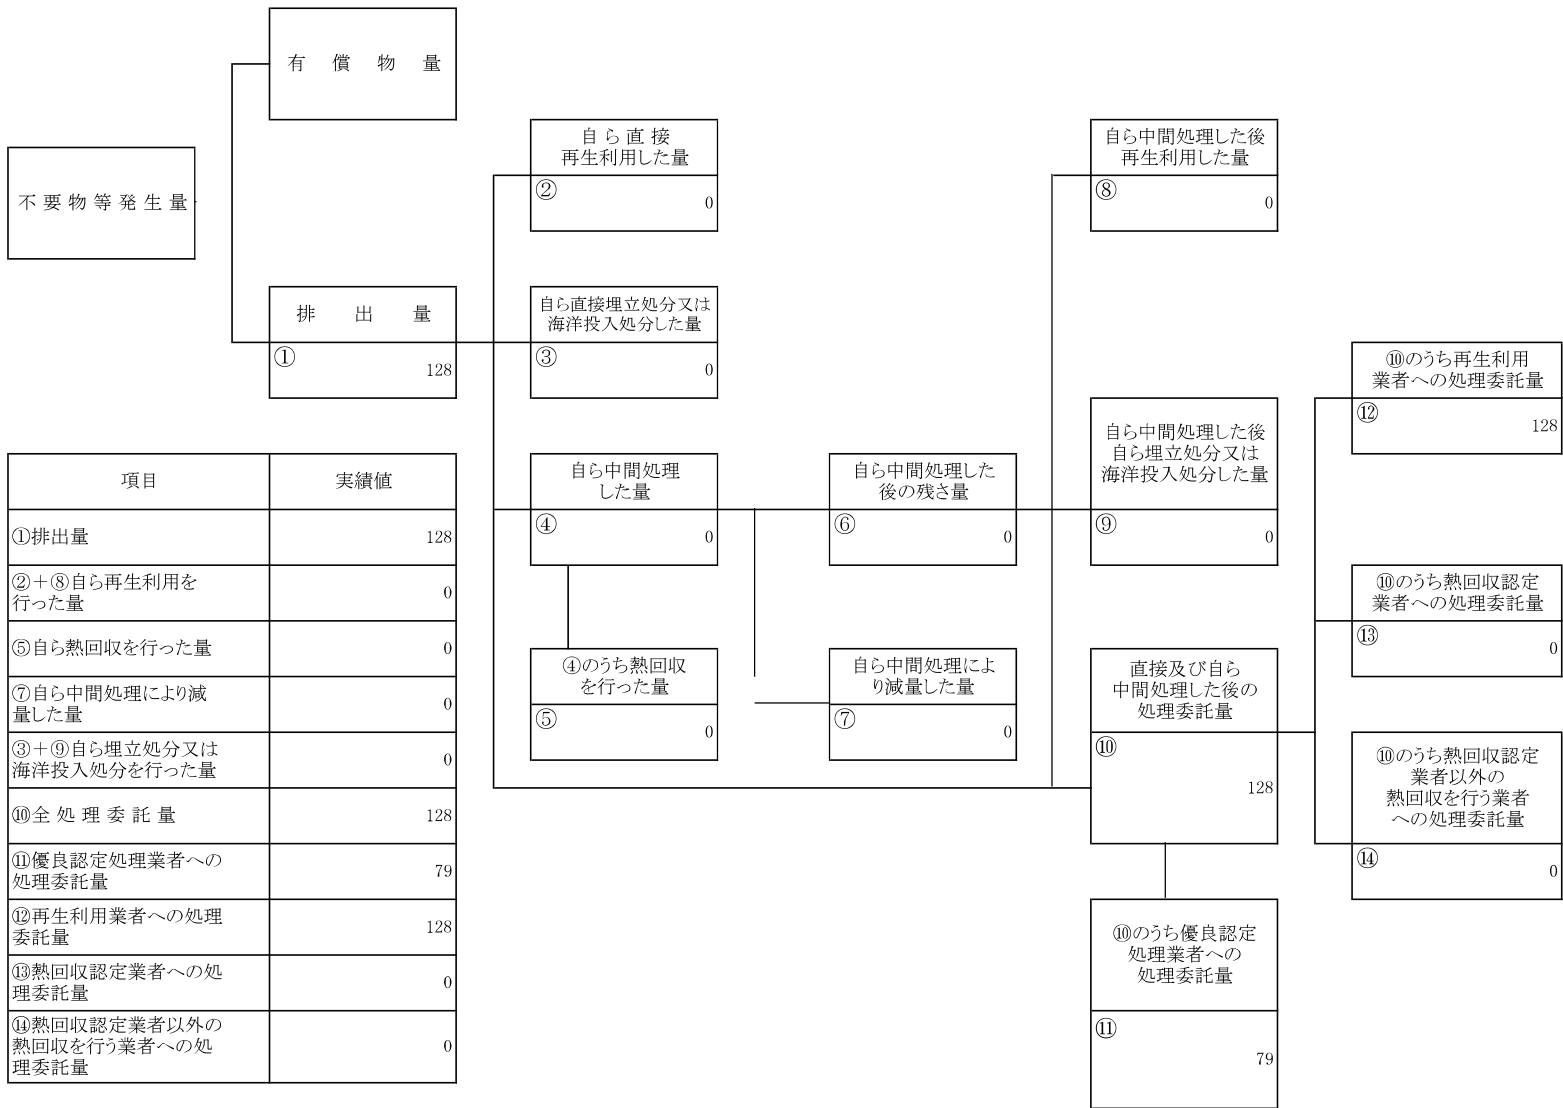 有償物量
不要物等発生量
排出量
①
128
自ら直接
再生利用した量
②
0
自ら直接埋立処分又は
海洋投入処分した量
③
0
自ら中間処理
した量
④
0
④のうち熱回収
を行った量
⑤
0
自ら中間処理した
後の残さ量
⑥
0
自ら中間処理によ
り減量した量
⑦
0
自ら中間処理した後
再生利用した量
⑧
0
自ら中間処理した後
自ら埋立処分又は
海洋投入処分した量
⑨
0
直接及び自ら
中間処理した後の
処理委託量
⑩
128
⑩のうち優良認定
処理業者への
処理委託量
⑪
79
⑩のうち再生利用
業者への処理委託量
⑫
128
⑩のうち熱回収認定
業者への処理委託量
⑬
0
⑩のうち熱回収認定
業者以外の
熱回収を行う業者
への処理委託量
⑭
0
項目 実績値
①排出量 128
②+⑧自ら再生利用を
行った量 0
⑤自ら熱回収を行った量 0
⑦自ら中間処理により減
量した量 0
③+⑨自ら埋立処分又は
海洋投入処分を行った量 0
⑩全処理委託量 128
⑪優良認定処理業者への
処理委託量 79
⑫再生利用業者への処理
委託量 128
⑬熱回収認定業者への処
理委託量 0
⑭熱回収認定業者以外の
熱回収を行う業者への処
理委託量 0